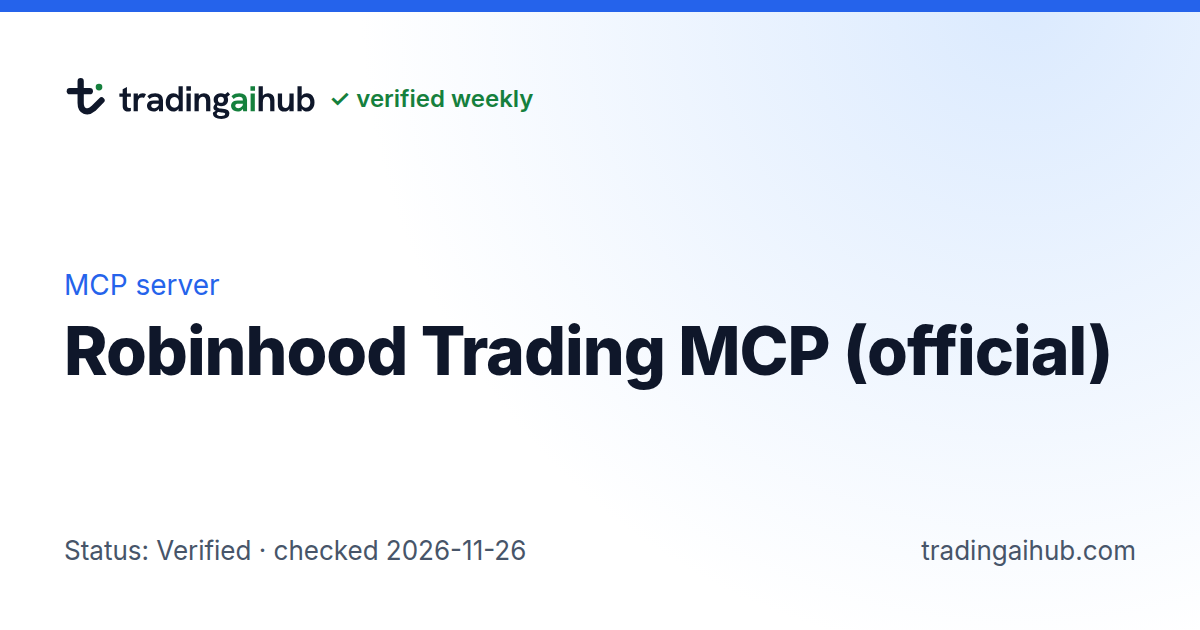 tradingaihub ✓ verified weekly
MCP server
Robinhood Trading MCP (official)
Status: Verified · checked 2026-11-26
tradingaihub.com